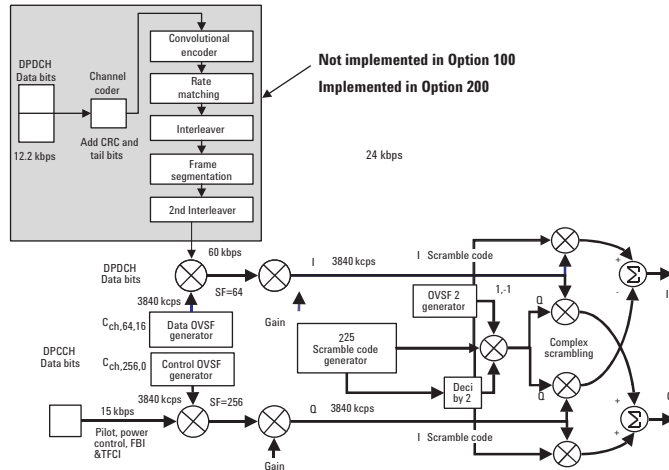 DPDCH
Data bits
12.2 kbps
Channel
coder
Add CRC and
tail bits
Convolutional
encoder
Rate
matching
Interleaver
Frame
segmentation
2nd Interleaver
Not implemented in Option 100
Implemented in Option 200
24 kbps
60 kbps
DPDCH
Data bits
3840 kcps
SF=64
I 3840 kcps
I Scramble code
Cch,64,16
Data OVSF
generator
Gain
OVSF 2
generator
1,-1
Q
+
-
Σ
I
225
Scramble code
generator
Complex
scrambling
DPCCH
Data bits
Cch,256,0
Control OVSF
generator
Deci
by 2
Q
3840 kcps
15 kbps
SF=256
Q 3840 kcps
+
+
Σ
Pilot, power
control, FBI
&TFCI
I Scramble code
Gain